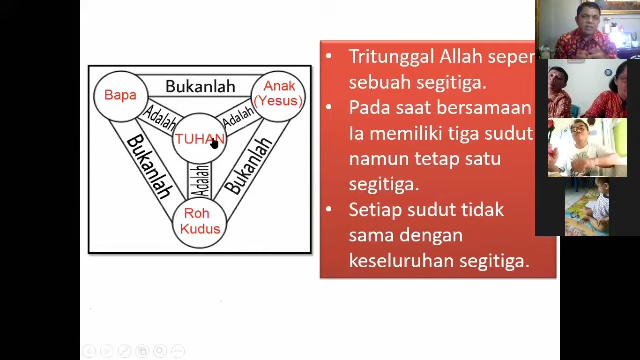 Bapa
Bukanlah
Anak
(Yesus)
Adalah
Adalah
TUHAN
Bukanlah
Adalah
Bukanlah
Roh
Kudus
• Tritunggal Allah seper
sebuah segitiga.
• Pada saat bersamaan
Ia memiliki tiga sudut
namun tetap satu
segitiga.
• Setiap sudut tidak
sama dengan
keseluruhan segitiga.